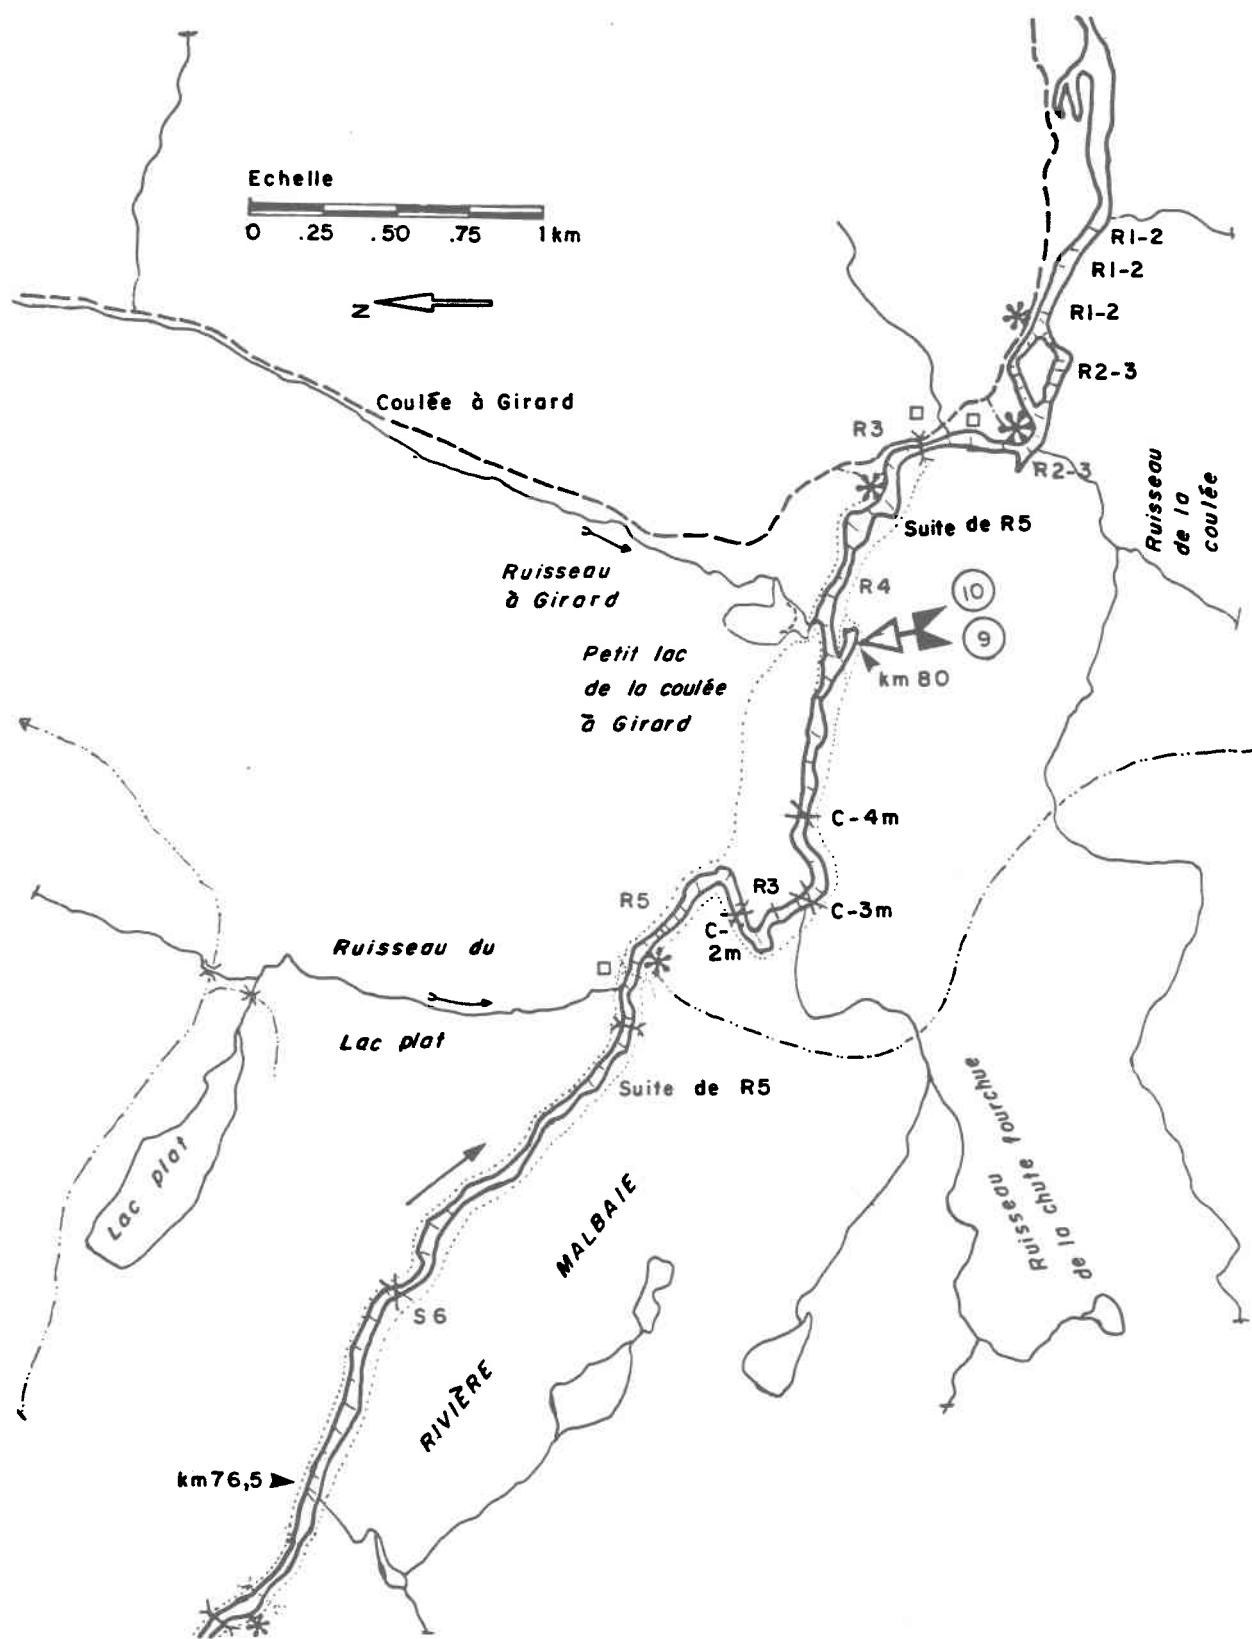 Echelle
0 .25 .50 .75 1 km
N
R1-2
R1-2
R1-2
R2-3
Coulée à Girard
R3
R2-3
Ruisseau
de la
coulée
Suite de R5
Ruisseau
à Girard
R4
10
9
Petit lac
de la coulée
à Girard
km 80
C-4m
R3
R5
C-3m
C-
2m
Ruisseau du
Lac plat
Suite de R5
Ruisseau
de la chute fourchue
Lac plat
MALBAIE
S 6
RIVIÈRE
km 76,5